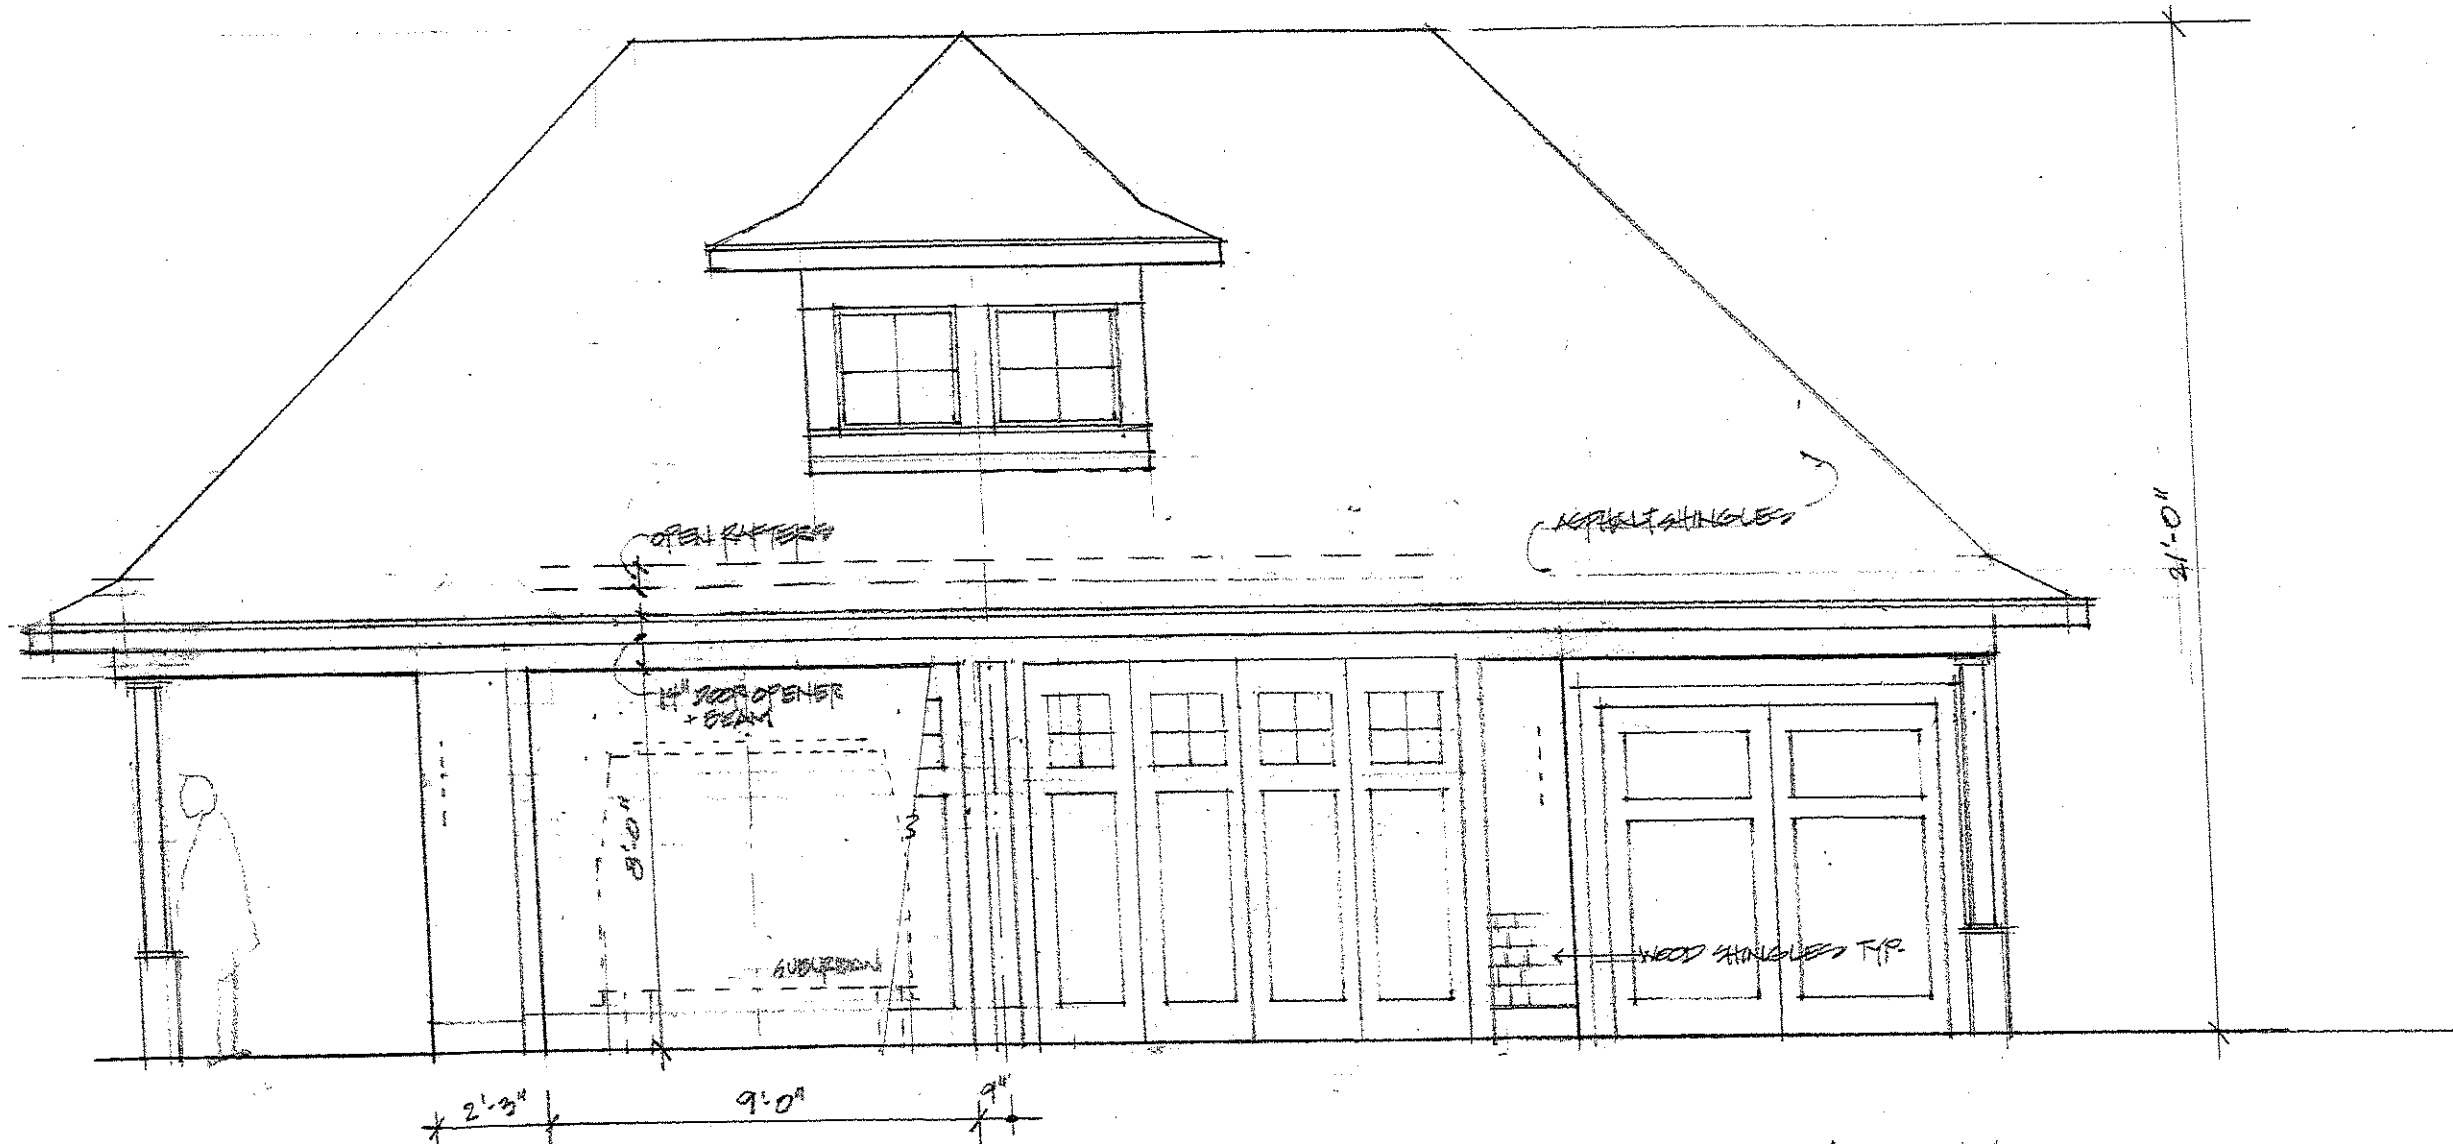 OPEN RAFTERS
ASPHALT SHINGLES
21'-0"
14" DOOR OPENER
+ BEAM
8'-0"
SUBURBAN
WOOD SHINGLES TYP.
2'-3"
9'-0"
9"